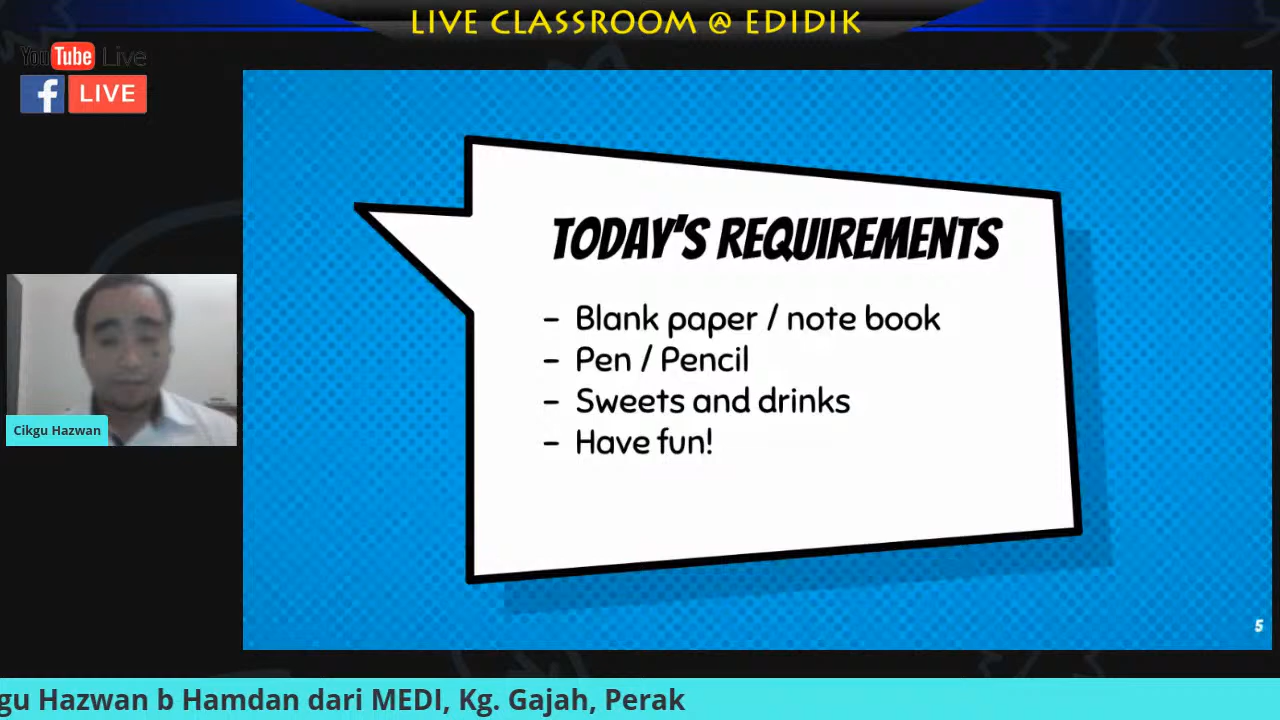 LIVE CLASSROOM @ EDIDIK
YouTube Live
f LIVE
TODAY'S REQUIREMENTS
- Blank paper / note book
- Pen / Pencil
- Sweets and drinks
- Have fun!
Cikgu Hazwan
5
gu Hazwan b Hamdan dari MEDI, Kg. Gajah, Perak